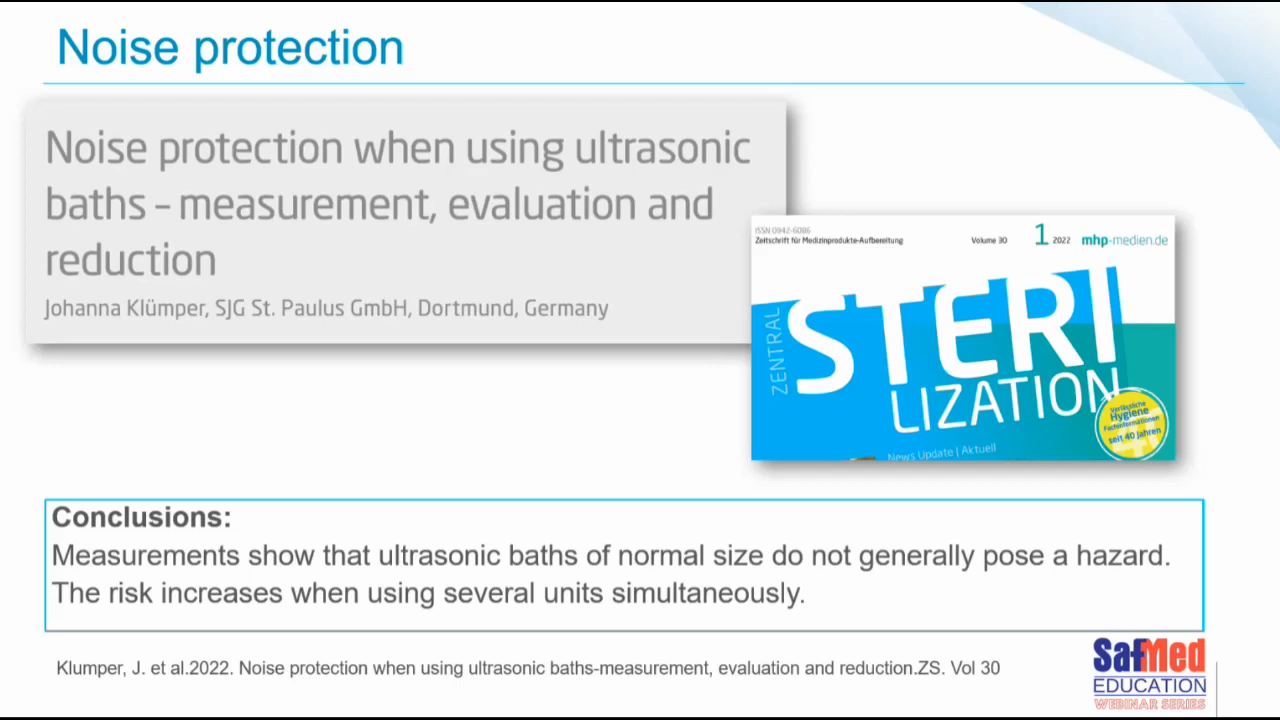 Noise protection
Noise protection when using ultrasonic
baths – measurement, evaluation and
reduction
Johanna Klümper, SJG St. Paulus GmbH, Dortmund, Germany
ISSN 0942-6086
Zeitschrift für Medizinprodukte-Aufbereitung
Volume 30
1 2022
mhp-medien.de
ZENTRAL
STERI
LIZATION
Verlässliche
Hygiene
Fachinformationen
seit 40 Jahren
News Update | Aktuell
Conclusions:
Measurements show that ultrasonic baths of normal size do not generally pose a hazard.
The risk increases when using several units simultaneously.
Klumper, J. et al.2022. Noise protection when using ultrasonic baths-measurement, evaluation and reduction.ZS. Vol 30
SafMed
EDUCATION
WEBINAR SERIES